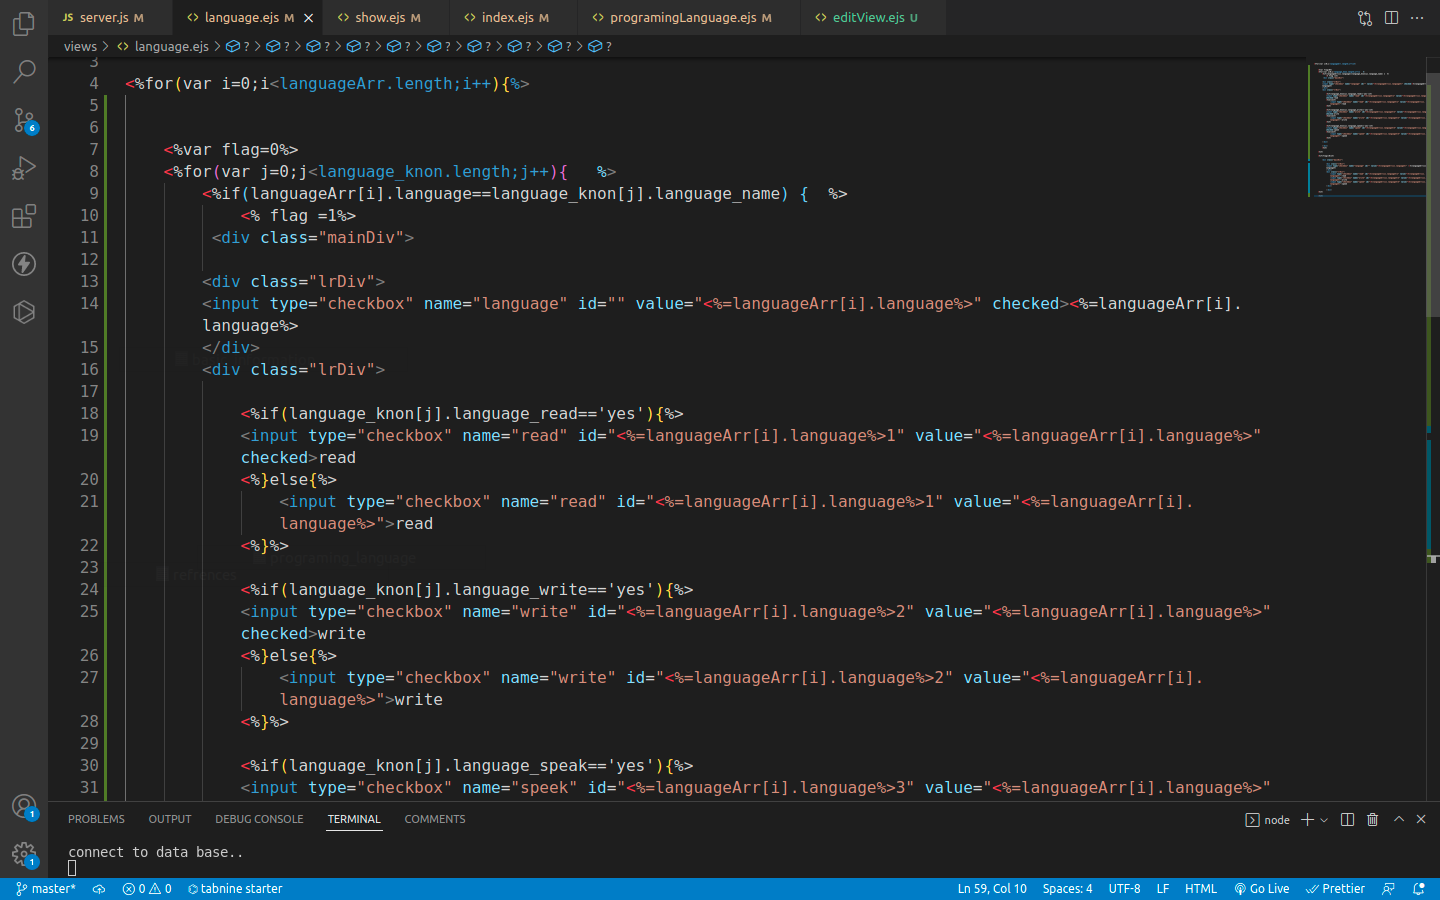 JS server.js M
<> language.ejs M ×
<> show.ejs M
<> index.ejs M
<> programingLanguage.ejs M
<> editView.ejs U
views > <> language.ejs > ? > ? > ? > ? > ? > ? > ? > ? > ? > ?
3
4 <%for(var i=0;i<languageArr.length;i++){%>
5
6
7 <%var flag=0%>
8 <%for(var j=0;j<language_knon.length;j++){   %>
9 <%if(languageArr[i].language==language_knon[j].language_name) {  %>
10 <% flag =1%>
11 <div class="mainDiv">
12
13 <div class="lrDiv">
14 <input type="checkbox" name="language" id="" value="<%=languageArr[i].language%>" checked><%=languageArr[i].
language%>
15 </div>
16 <div class="lrDiv">
17
18 <%if(language_knon[j].language_read=='yes'){%>
19 <input type="checkbox" name="read" id="<%=languageArr[i].language%>1" value="<%=languageArr[i].language%>"
checked>read
20 <%}else{%>
21 <input type="checkbox" name="read" id="<%=languageArr[i].language%>1" value="<%=languageArr[i].
language%>">read
22 <%}%>
23
24 <%if(language_knon[j].language_write=='yes'){%>
25 <input type="checkbox" name="write" id="<%=languageArr[i].language%>2" value="<%=languageArr[i].language%>"
checked>write
26 <%}else{%>
27 <input type="checkbox" name="write" id="<%=languageArr[i].language%>2" value="<%=languageArr[i].
language%>">write
28 <%}%>
29
30 <%if(language_knon[j].language_speak=='yes'){%>
31 <input type="checkbox" name="speek" id="<%=languageArr[i].language%>3" value="<%=languageArr[i].language%>"
programing_language
refrences
6
1
1
PROBLEMS OUTPUT DEBUG CONSOLE TERMINAL COMMENTS
node
connect to data base..
master* 0 0 tabnine starter
Ln 59, Col 10 Spaces: 4 UTF-8 LF HTML Go Live Prettier